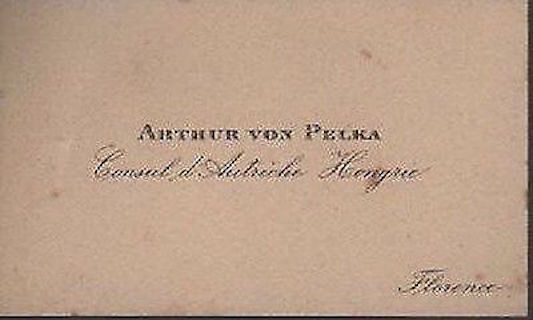 Arthur von Pelka
Consul d'Autriche Hongrie
Florence